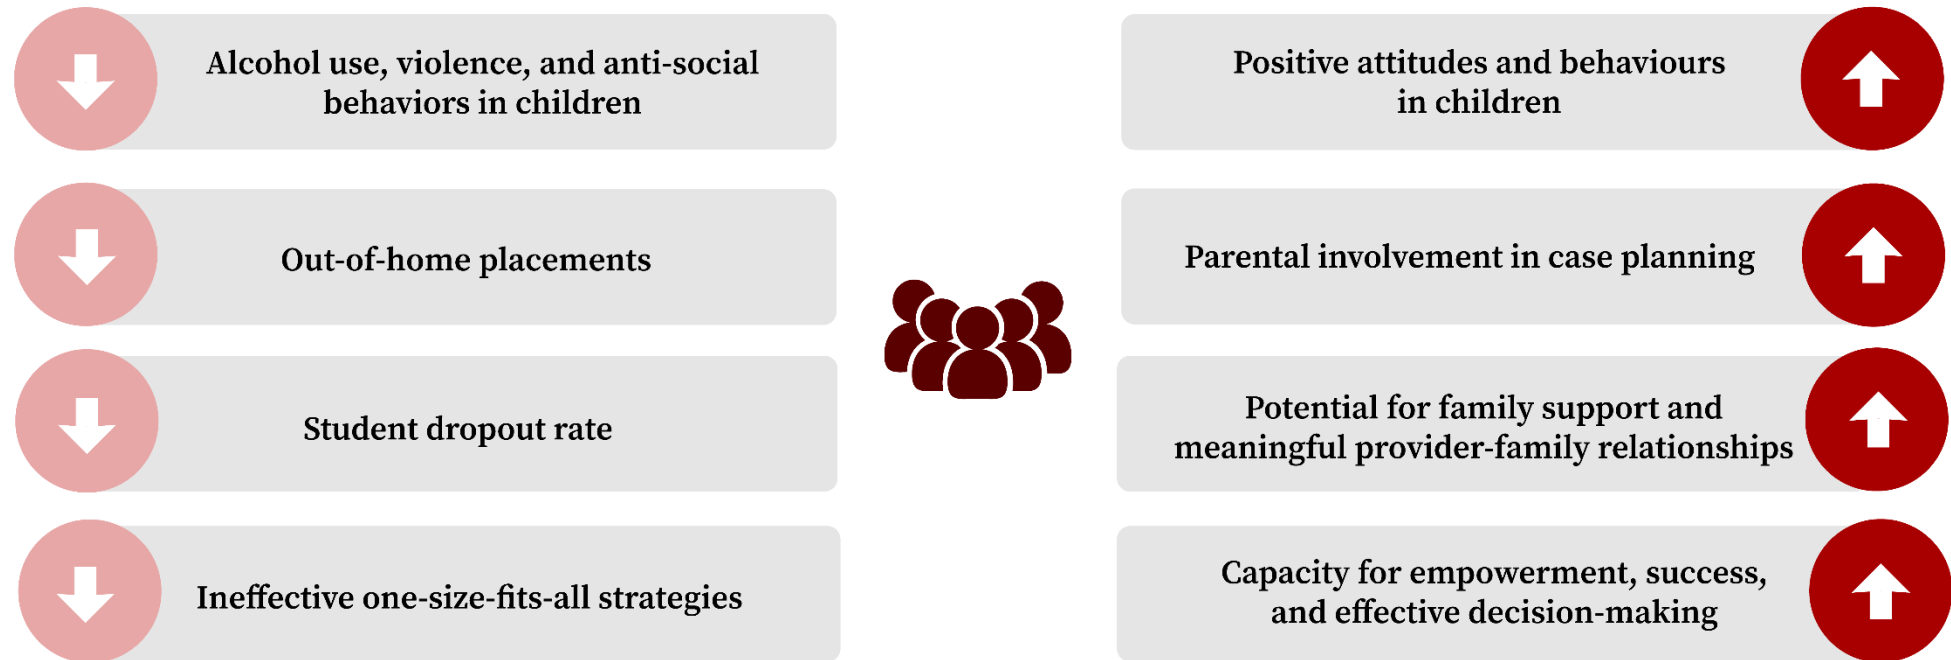 Alcohol use, violence, and anti-social
behaviors in children
Out-of-home placements
Student dropout rate
Ineffective one-size-fits-all strategies
Positive attitudes and behaviours
in children
Parental involvement in case planning
Potential for family support and
meaningful provider-family relationships
Capacity for empowerment, success,
and effective decision-making